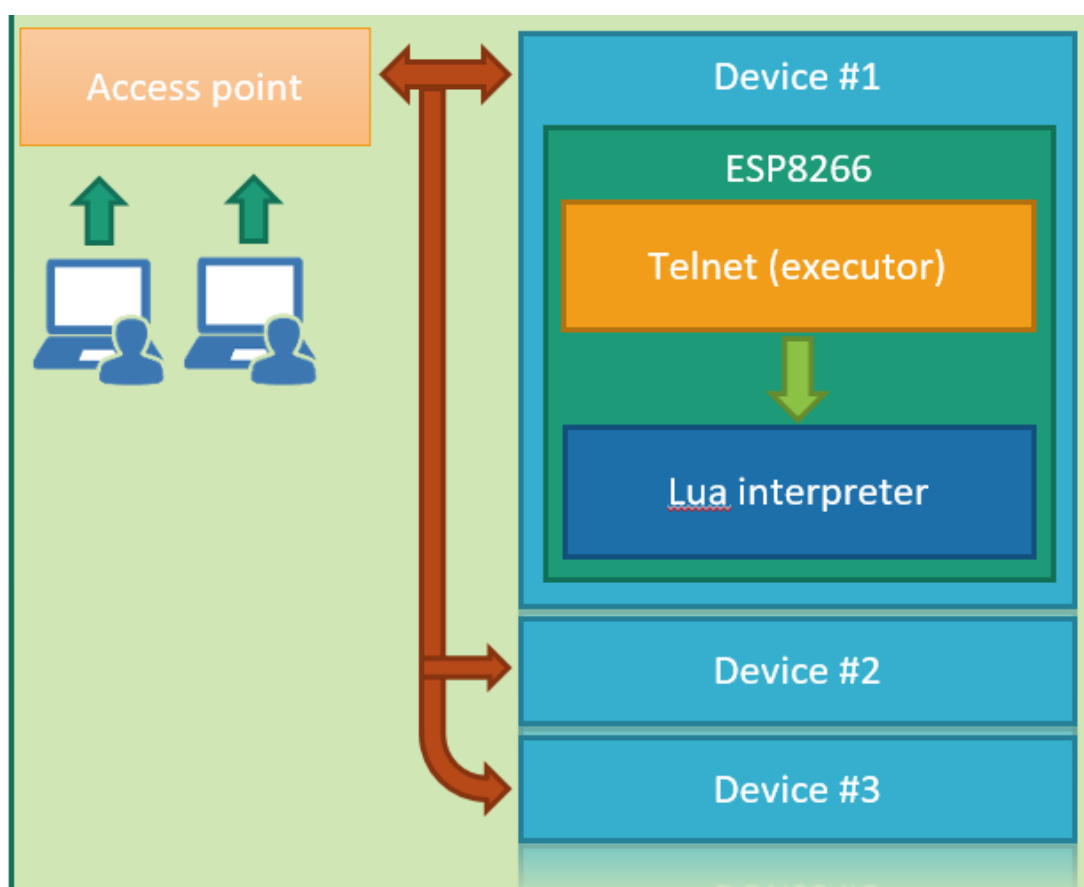 Access point
Device #1
ESP8266
Telnet (executor)
Lua interpreter
Device #2
Device #3